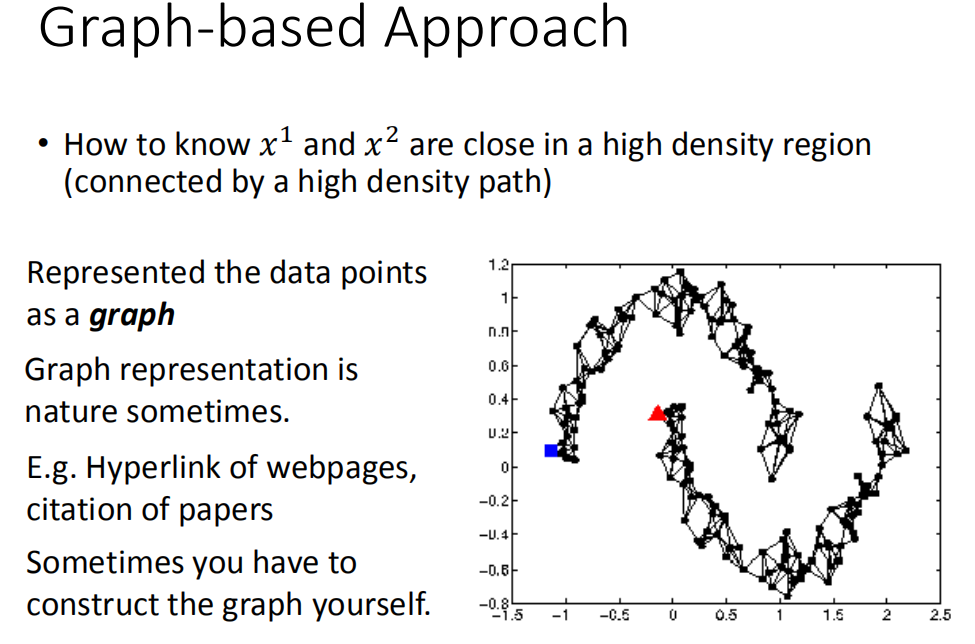 Graph-based Approach
• How to know x¹ and x² are close in a high density region
(connected by a high density path)
Represented the data points
as a graph
Graph representation is
nature sometimes.
E.g. Hyperlink of webpages,
citation of papers
Sometimes you have to
construct the graph yourself.
1.2
1
0.8
0.6
0.4
0.2
0
-0.2
-0.4
-0.6
-0.8
-1.5 -1 -0.5 0 0.5 1 1.5 2 2.5